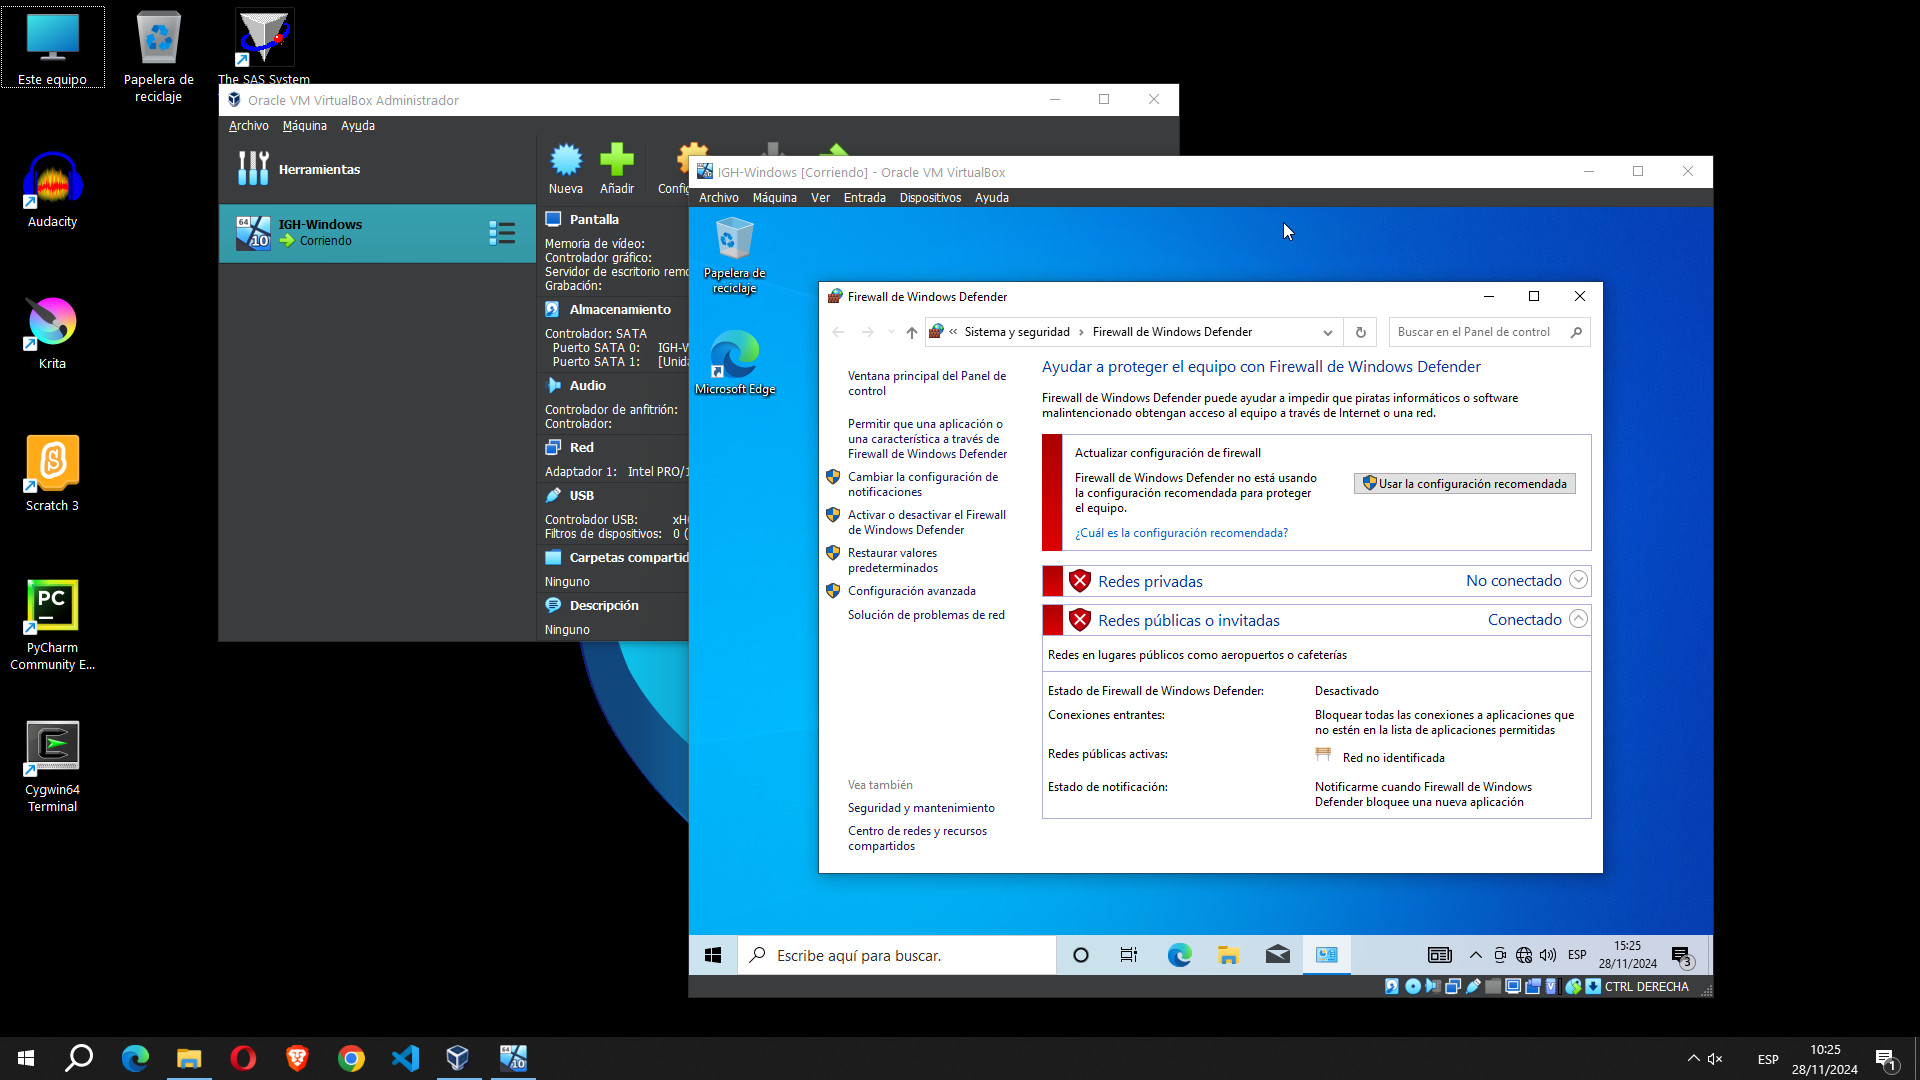 Este equipo
Papelera de
reciclaje
The SAS System
Audacity
Krita
Scratch 3
PyCharm
Community E...
Cygwin64
Terminal
Oracle VM VirtualBox Administrador
Archivo
Máquina
Ayuda
Herramientas
Nueva
Añadir
IGH-Windows
Corriendo
Pantalla
Memoria de vídeo:
Controlador gráfico:
Servidor de escritorio
Grabación:
Almacenamiento
Controlador: SATA
Puerto SATA 0:
Puerto SATA 1:
Audio
Controlador de anfitrión:
Controlador:
Red
Adaptador 1: Intel PRO/1
USB
Controlador USB:
Filtros de dispositivos: 0 (
Carpetas
Ninguno
Descripción
Ninguno
IGH-Windows [Corriendo] - Oracle VM VirtualBox
Archivo
Máquina
Ver
Entrada
Dispositivos
Ayuda
Papelera de
reciclaje
Microsoft Edge
Firewall de Windows Defender
« Sistema y seguridad › Firewall de Windows Defender
Buscar en el Panel de control
Ventana principal del Panel de
control
Permitir que una aplicación o
una característica a través de
Firewall de Windows Defender
Cambiar la configuración de
notificaciones
Activar o desactivar el Firewall
de Windows Defender
Restaurar valores
predeterminados
Configuración avanzada
Solución de problemas de red
Vea también
Seguridad y mantenimiento
Centro de redes y recursos
compartidos
Ayudar a proteger el equipo con Firewall de Windows Defender
Firewall de Windows Defender puede ayudar a impedir que piratas informáticos o software
malintencionado obtengan acceso al equipo a través de Internet o una red.
Actualizar configuración de firewall
Firewall de Windows Defender no está usando
la configuración recomendada para proteger
el equipo.
Usar la configuración recomendada
¿Cuál es la configuración recomendada?
Redes privadas
No conectado
Redes públicas o invitadas
Conectado
Redes en lugares públicos como aeropuertos o cafeterías
Estado de Firewall de Windows Defender:
Desactivado
Conexiones entrantes:
Bloquear todas las conexiones a aplicaciones que
no estén en la lista de aplicaciones permitidas
Redes públicas activas:
Red no identificada
Estado de notificación:
Notificarme cuando Firewall de Windows
Defender bloquee una nueva aplicación
Escribe aquí para buscar.
ESP
15:25
28/11/2024
3
CTRL DERECHA
ESP
10:25
28/11/2024
1